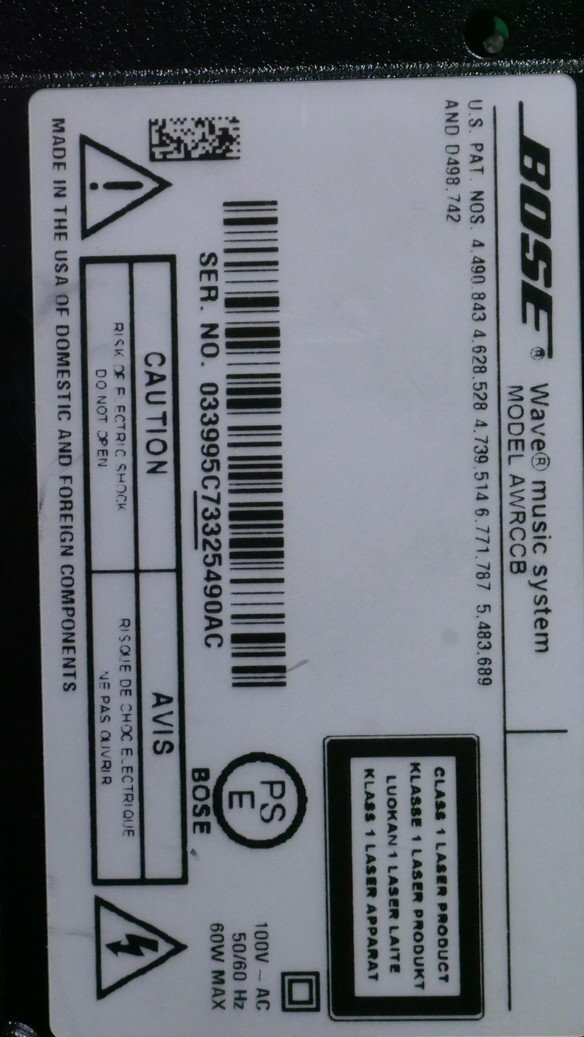 BOSE® Wave® music system
MODEL AWRCCB
U.S. PAT. NOS. 4.490.843 4.628.528 4.739.514 6.771.787 5.483.689
AND D498.742
CLASS 1 LASER PRODUCT
KLASSE 1 LASER PRODUKT
LUOKAN 1 LASER LAITE
KLASS 1 LASER APPARAT
SER. NO. 033995C73325490AC
PS
E
BOSE
100V ~ AC
50/60 Hz
60W MAX
CAUTION
RISK OF ELECTRIC SHOCK
DO NOT OPEN
AVIS
RISQUE DE CHOC ELECTRIQUE
NE PAS OUVRIR
MADE IN THE USA OF DOMESTIC AND FOREIGN COMPONENTS